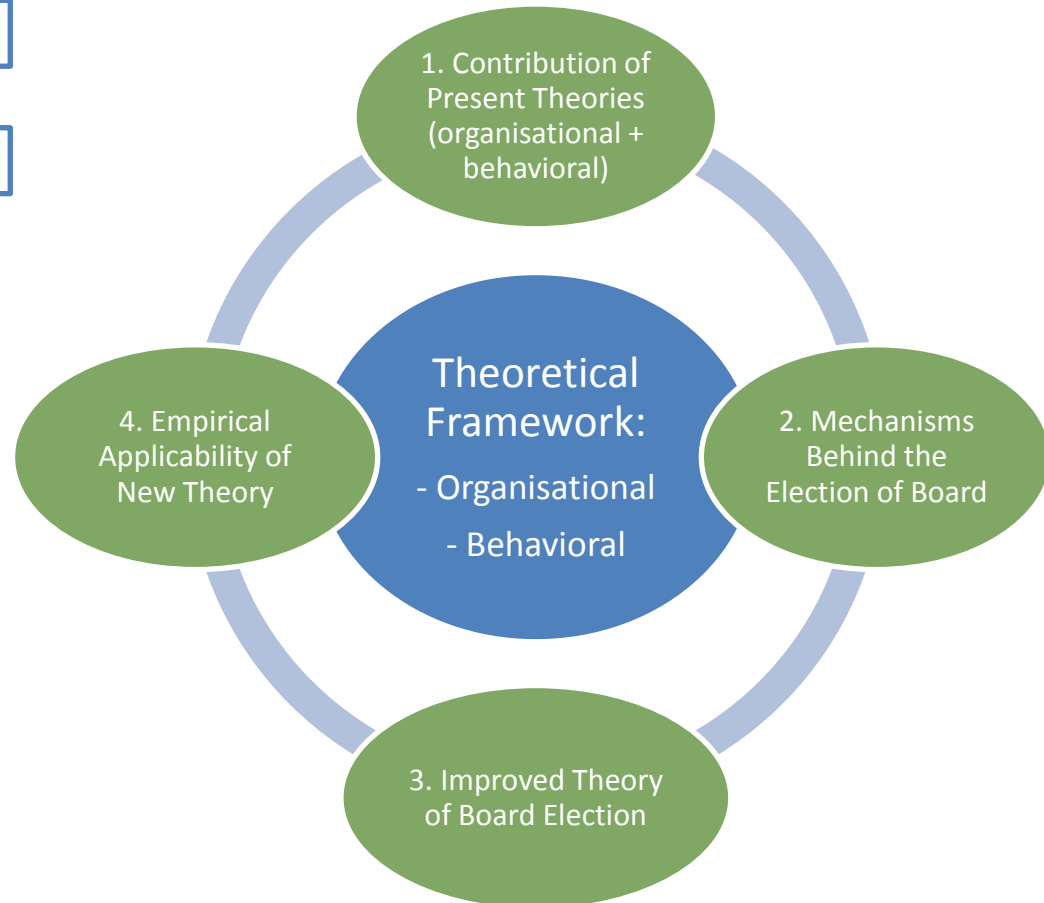 1. Contribution of
Present Theories
(organisational +
behavioral)
Theoretical
Framework:
- Organisational
- Behavioral
4. Empirical
Applicability of
New Theory
2. Mechanisms
Behind the
Election of Board
3. Improved Theory
of Board Election